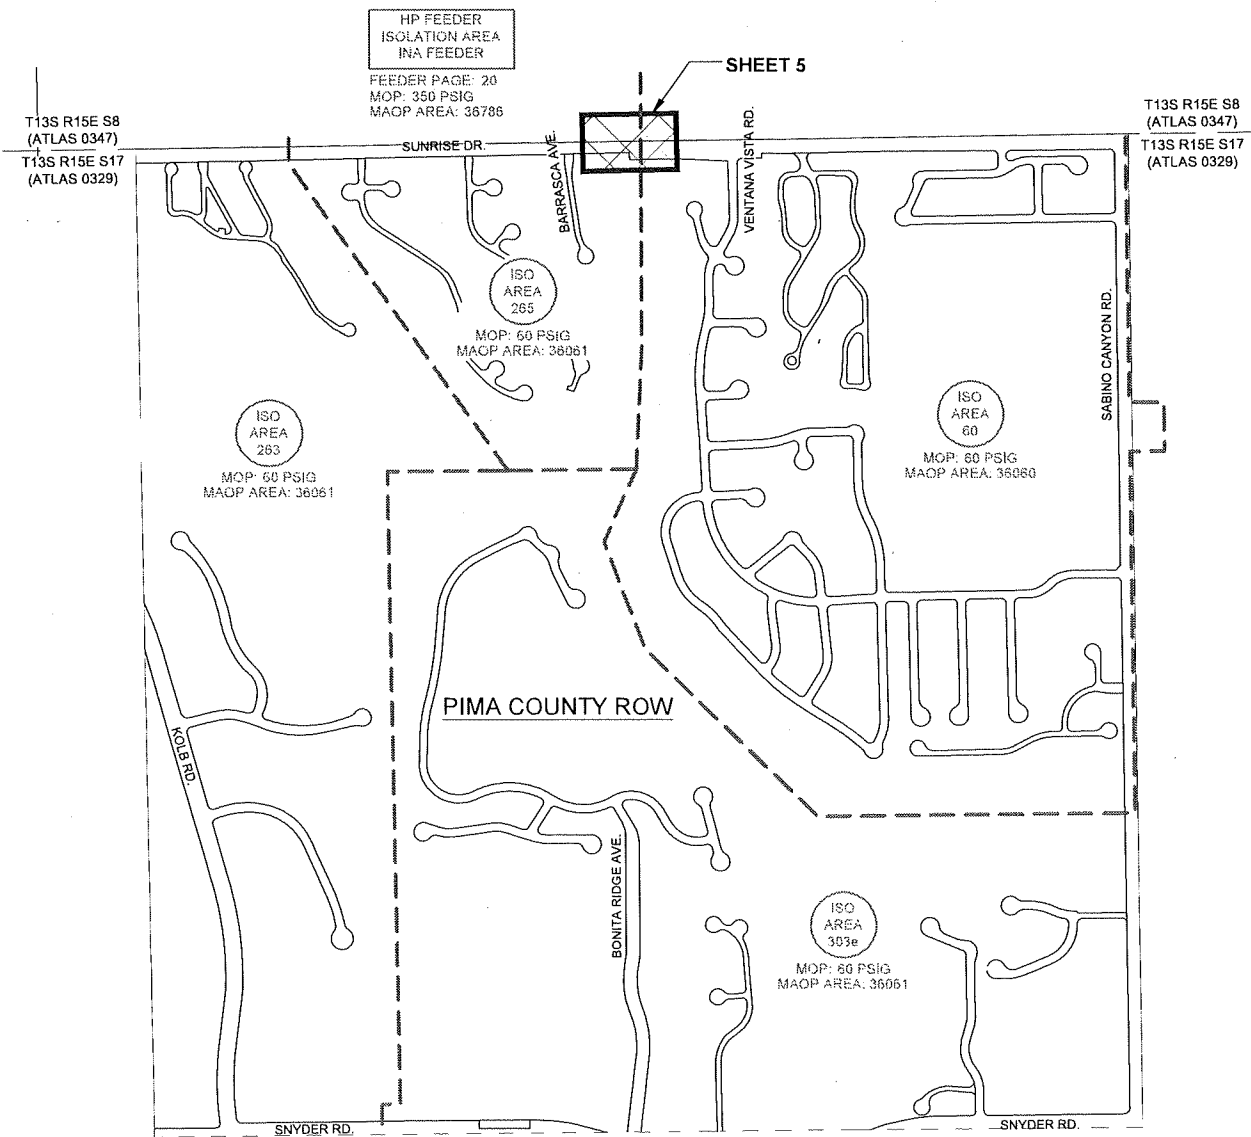 HP FEEDER
ISOLATION AREA
INA FEEDER
FEEDER PAGE: 20
MOP: 350 PSIG
MAOP AREA: 36786
SHEET 5
T13S R15E S8
(ATLAS 0347)
T13S R15E S17
(ATLAS 0329)
T13S R15E S8
(ATLAS 0347)
T13S R15E S17
(ATLAS 0329)
SUNRISE DR.
BARRASCA AVE.
VENTANA VISTA RD.
SABINO CANYON RD.
ISO
AREA
265
MOP: 60 PSIG
MAOP AREA: 36061
ISO
AREA
263
MOP: 60 PSIG
MAOP AREA: 36061
ISO
AREA
60
MOP: 60 PSIG
MAOP AREA: 36060
PIMA COUNTY ROW
KOLB RD.
BONITA RIDGE AVE.
ISO
AREA
303e
MOP: 60 PSIG
MAOP AREA: 36061
SNYDER RD.
SNYDER RD.